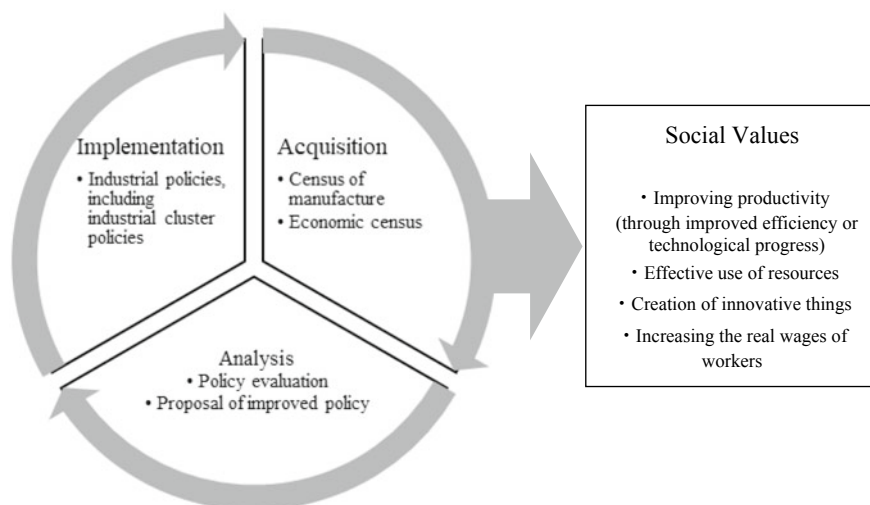 Implementation
• Industrial policies,
including
industrial cluster
policies
Acquisition
• Census of
manufacture
• Economic census
Analysis
• Policy evaluation
• Proposal of improved policy
Social Values
・Improving productivity
(through improved efficiency or
technological progress)
・Effective use of resources
・Creation of innovative things
・Increasing the real wages of
workers